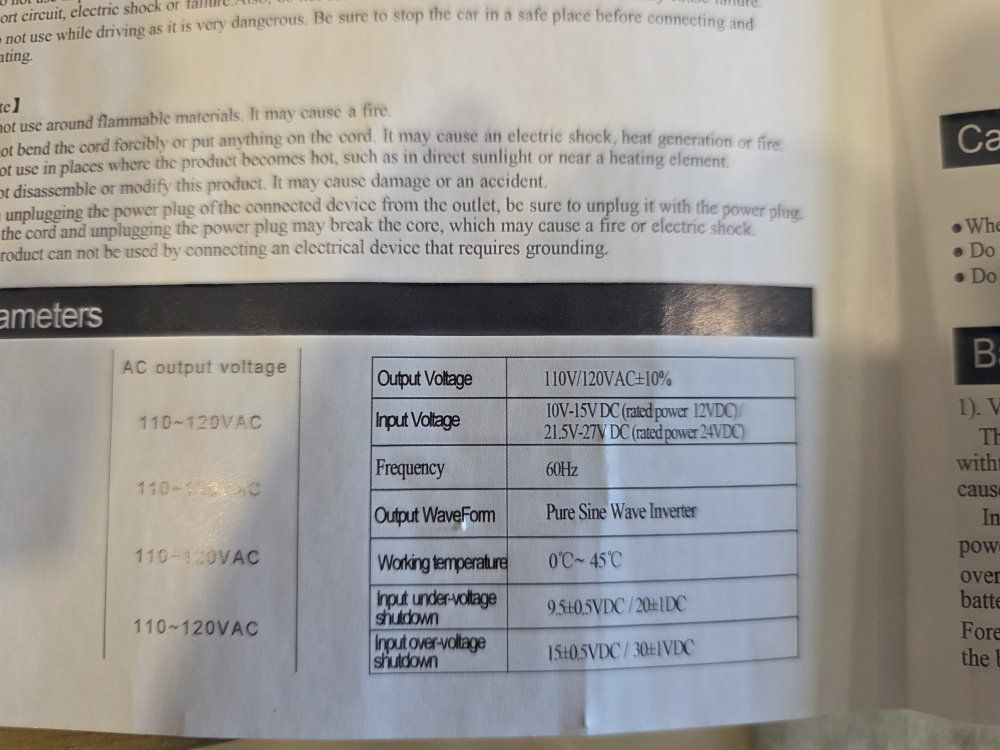 ort circuit, electric shock or failure. Also, do
not use while driving as it is very dangerous. Be sure to stop the car in a safe place before connecting and
ating.
te】
not use around flammable materials. It may cause a fire.
ot bend the cord forcibly or put anything on the cord. It may cause an electric shock, heat generation or fire.
ot use in places where the product becomes hot, such as in direct sunlight or near a heating element.
ot disassemble or modify this product. It may cause damage or an accident.
unplugging the power plug of the connected device from the outlet, be sure to unplug it with the power plug.
the cord and unplugging the power plug may break the core, which may cause a fire or electric shock.
roduct can not be used by connecting an electrical device that requires grounding.
ameters
AC output voltage
110~120VAC
110~120VAC
110~120VAC
110~120VAC
Output Voltage 110V/120VAC±10%
Input Voltage 10V-15V DC (rated power 12VDC)/
21.5V-27V DC (rated power 24VDC)
Frequency 60Hz
Output WaveForm Pure Sine Wave Inverter
Working temperature 0℃~ 45℃
Input under-voltage
shutdown 9.5±0.5VDC / 20±1DC
Input over-voltage
shutdown 15±0.5VDC / 30±1VDC
Ca
● Whe
● Do
● Do
B
1). V
Th
with
cause
In
powe
over
batte
Fore
the b